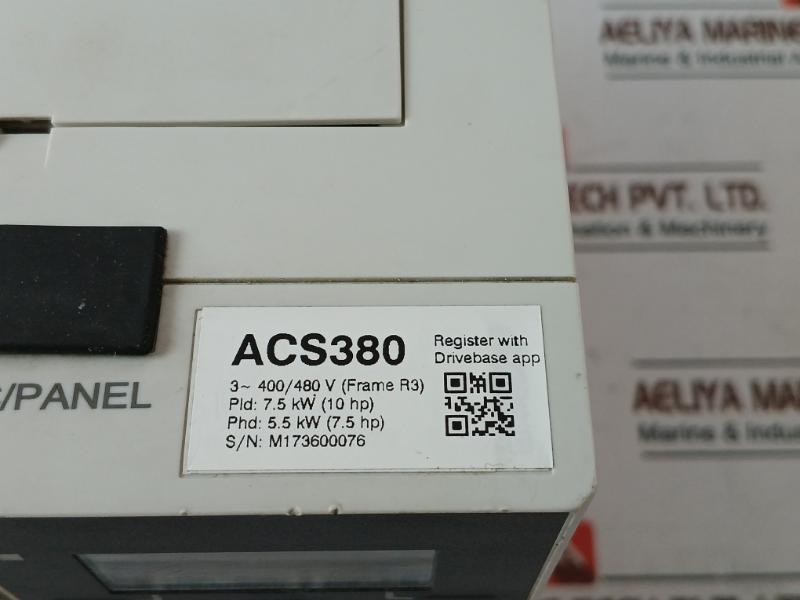 AELIYA MARINE
Marine & Industrial A
ECH PVT. LTD.
mation & Machinery
ACS380
Register with
Drivebase app
3~ 400/480 V (Frame R3)
Pld: 7.5 kW (10 hp)
Phd: 5.5 kW (7.5 hp)
S/N: M173600076
/PANEL
AELIYA MAR
Marine & Indus